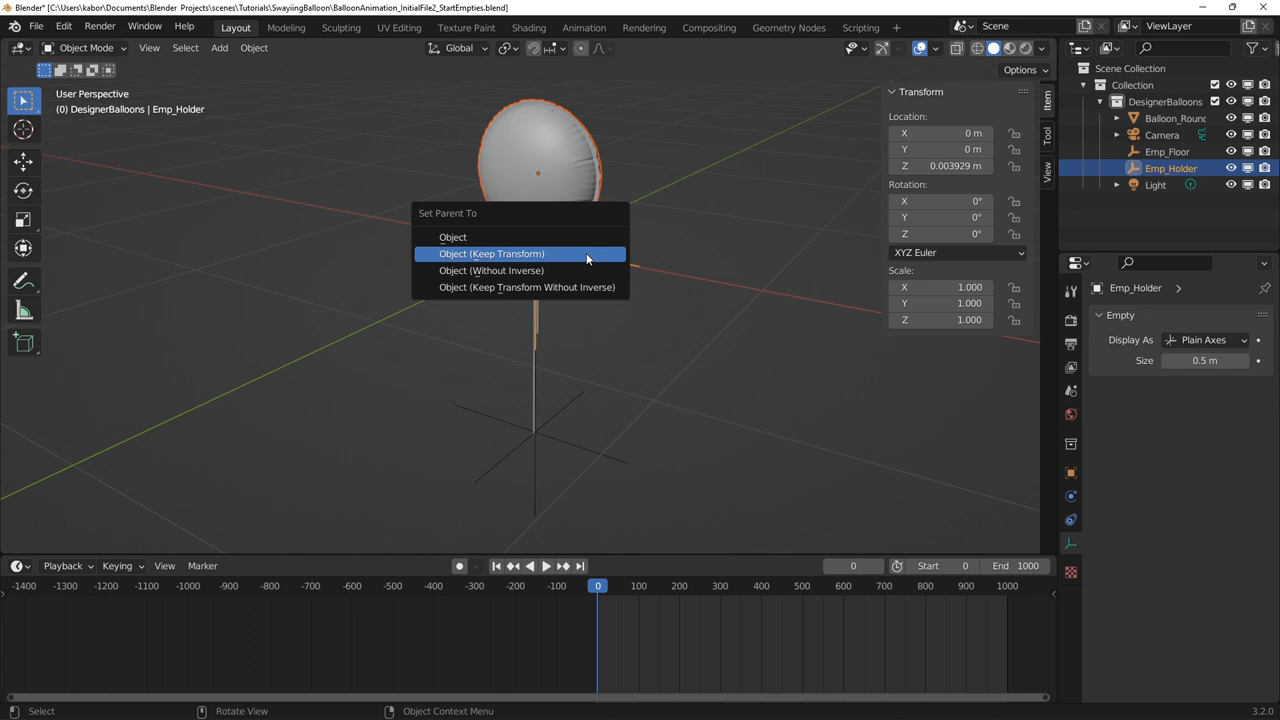 Blender* [C:\Users\kabor\Documents\Blender Projects\scenes\Tutorials\SwayiingBalloon\BalloonAnimation_InitialFile2_StartEmpties.blend]
File Edit Render Window Help Layout Modeling Sculpting UV Editing Texture Paint Shading Animation Rendering Compositing Geometry Nodes Scripting + Scene ViewLayer
Object Mode View Select Add Object Global
Options
User Perspective
(0) DesignerBalloons | Emp_Holder
Transform
Location:
X 0 m
Y 0 m
Z 0.003929 m
Rotation:
X 0°
Y 0°
Z 0°
XYZ Euler
Scale:
X 1.000
Y 1.000
Z 1.000
Item
Tool
View
Set Parent To
Object
Object (Keep Transform)
Object (Without Inverse)
Object (Keep Transform Without Inverse)
Scene Collection
Collection
DesignerBalloons
Balloon_Round
Camera
Emp_Floor
Emp_Holder
Light
Emp_Holder
Empty
Display As Plain Axes
Size 0.5 m
Playback Keying View Marker 0 Start 0 End 1000
-1400 -1300 -1200 -1100 -1000 -900 -800 -700 -600 -500 -400 -300 -200 -100 0 100 200 300 400 500 600 700 800 900 1000
Select Rotate View Object Context Menu 3.2.0